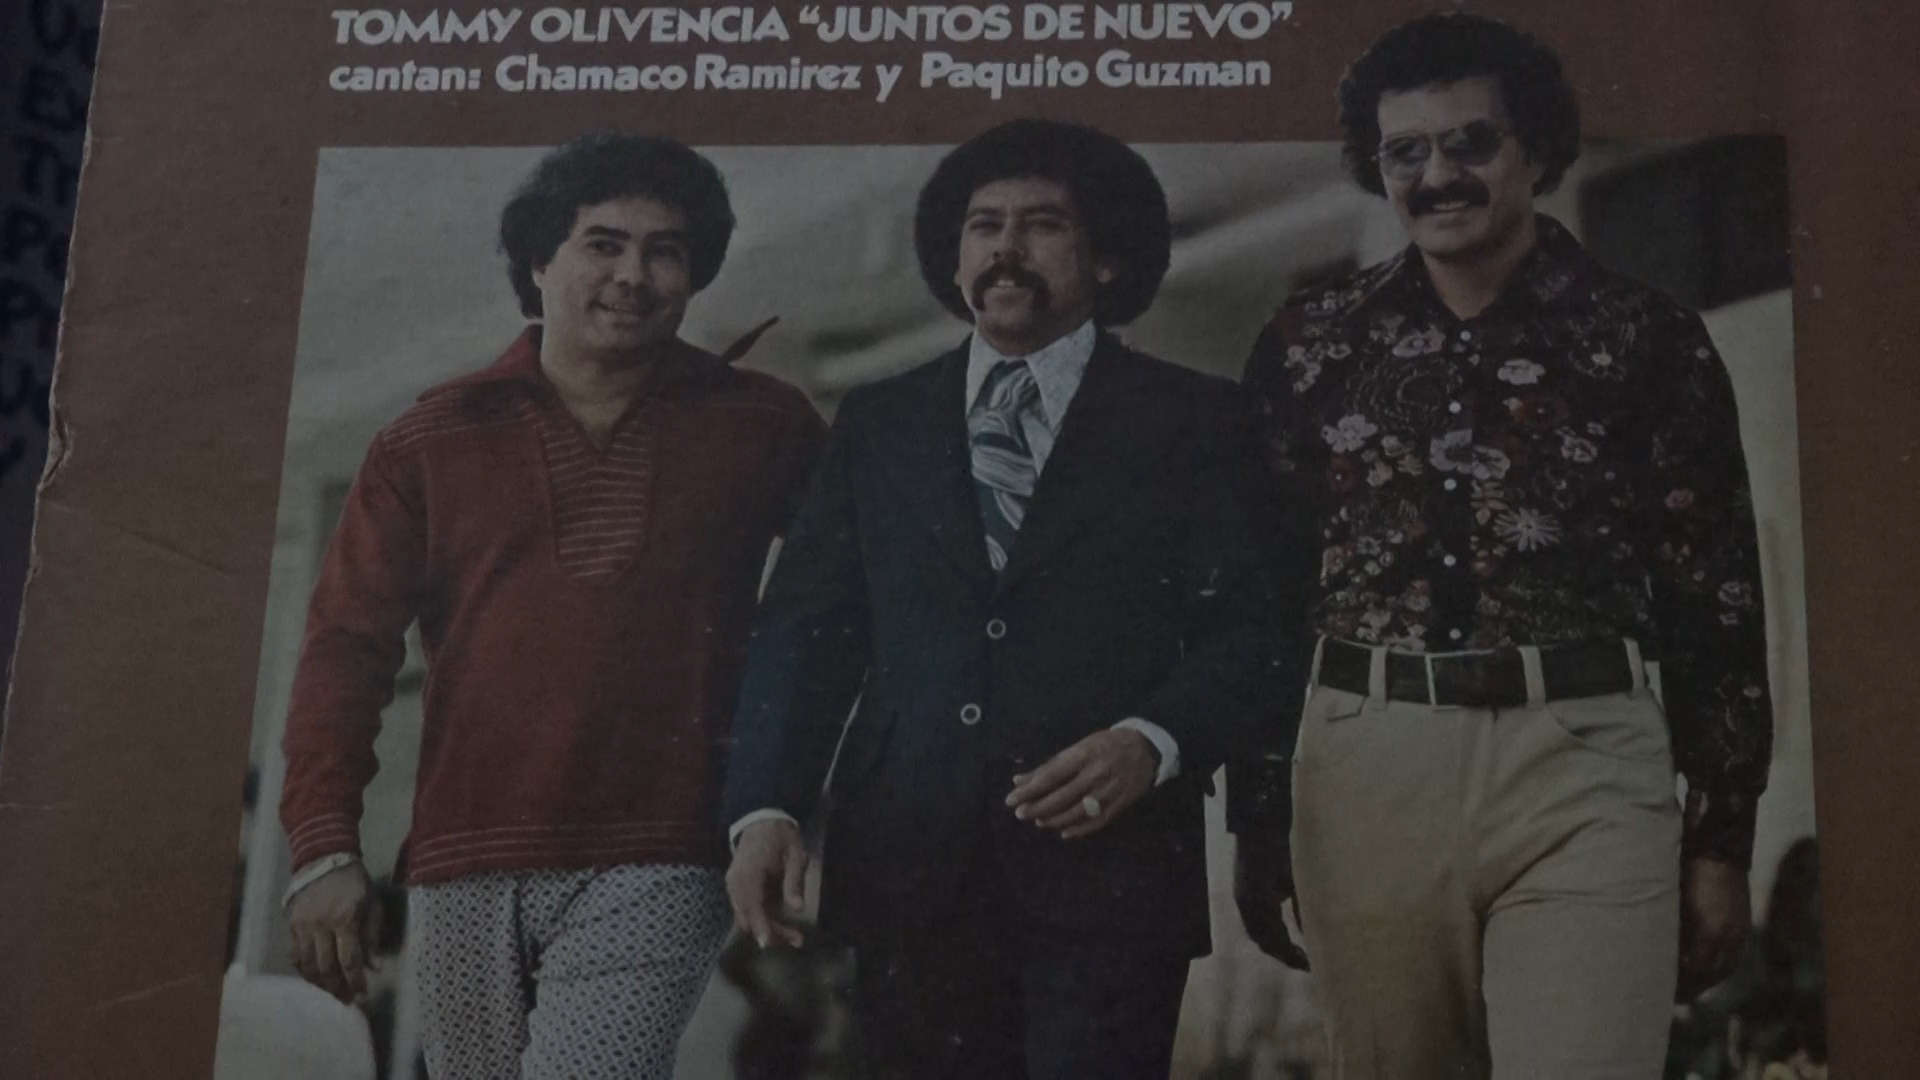 TOMMY OLIVENCIA “JUNTOS DE NUEVO”
cantan: Chamaco Ramirez y Paquito Guzman